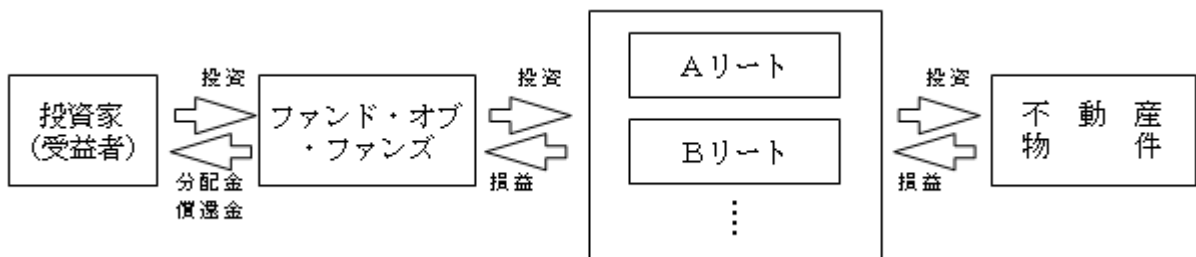 投資家
(受益者)
投資
分配金
償還金
ファンド・オブ
・ファンズ
投資
損益
Aリート
Bリート
⋮
投資
損益
不動産
物件